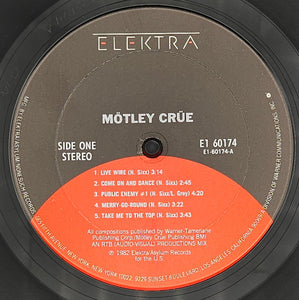 ELEKTRA
MÖTLEY CRÜE
SIDE ONE
STEREO
E1 60174
E1-60174-A
1. LIVE WIRE (N. Sixx) 3:14
2. COME ON AND DANCE (N. Sixx) 2:45
3. PUBLIC ENEMY #1 (N. Sixx/L. Grey) 4:20
4. MERRY-GO-ROUND (N. Sixx) 3:22
5. TAKE ME TO THE TOP (N. Sixx) 3:43
All selections published by Warner-Tamerlane
Publishing Corp./Mötley Crüe Publishing BMI
AN RTB (AUDIO-VISUAL) PRODUCTIONS MIX
℗ 1982 Elektra/Asylum Records for
the U.S.